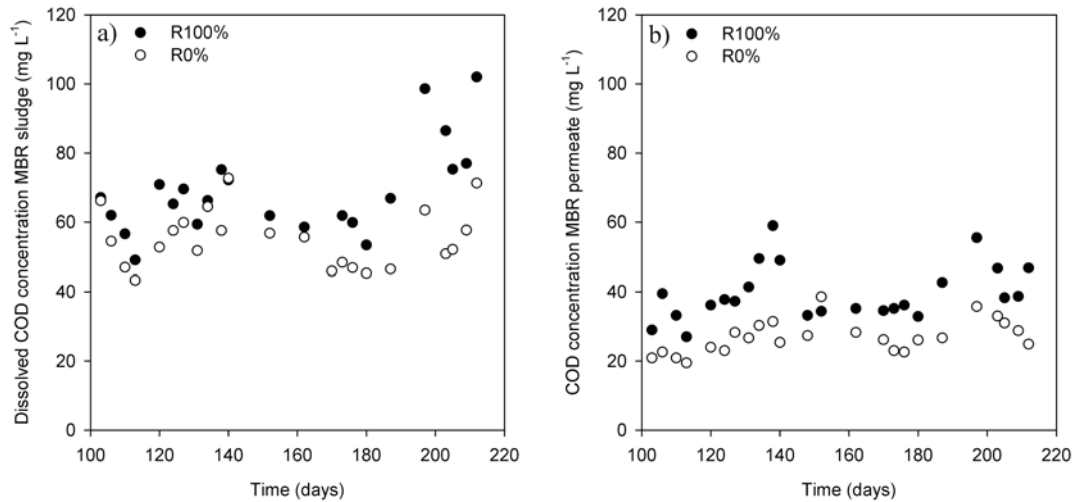 a)
R100%
R0%
Dissolved COD concentration MBR sludge (mg L⁻¹)
120
100
80
60
40
20
0
100 120 140 160 180 200 220
Time (days)
b)
R100%
R0%
COD concentration MBR permeate (mg L⁻¹)
120
100
80
60
40
20
0
100 120 140 160 180 200 220
Time (days)